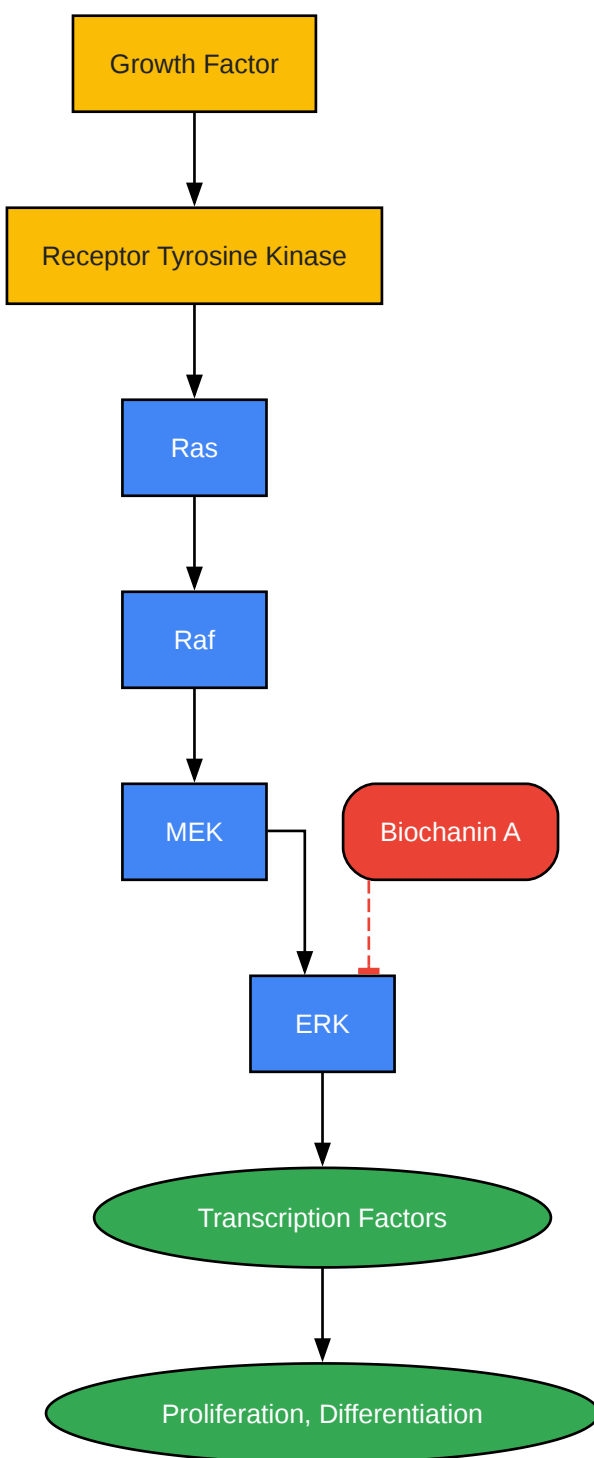 Growth Factor
Receptor Tyrosine Kinase
Ras
Raf
MEK
Biochanin A
ERK
Transcription Factors
Proliferation, Differentiation